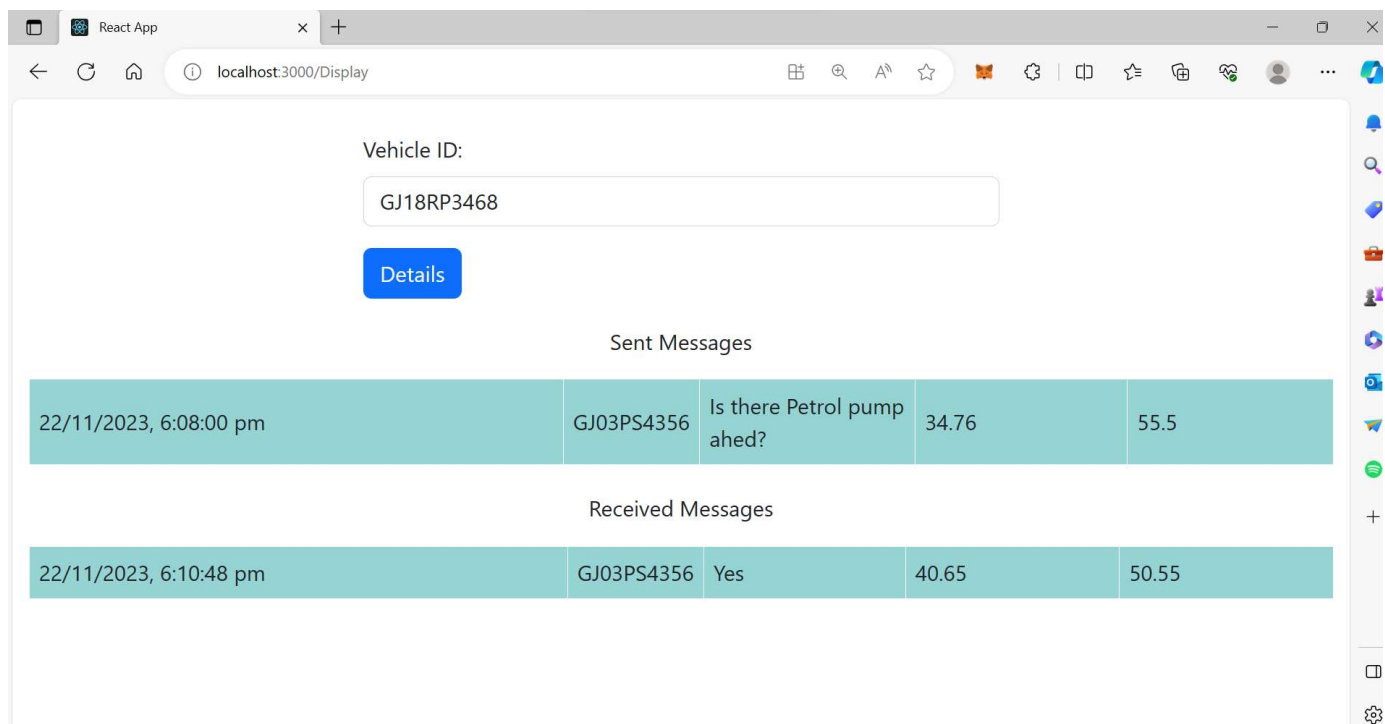 React App
localhost:3000/Display
Vehicle ID:
GJ18RP3468
Details
Sent Messages
22/11/2023, 6:08:00 pm GJ03PS4356 Is there Petrol pump 34.76 55.5
ahed?
Received Messages
22/11/2023, 6:10:48 pm GJ03PS4356 Yes 40.65 50.55